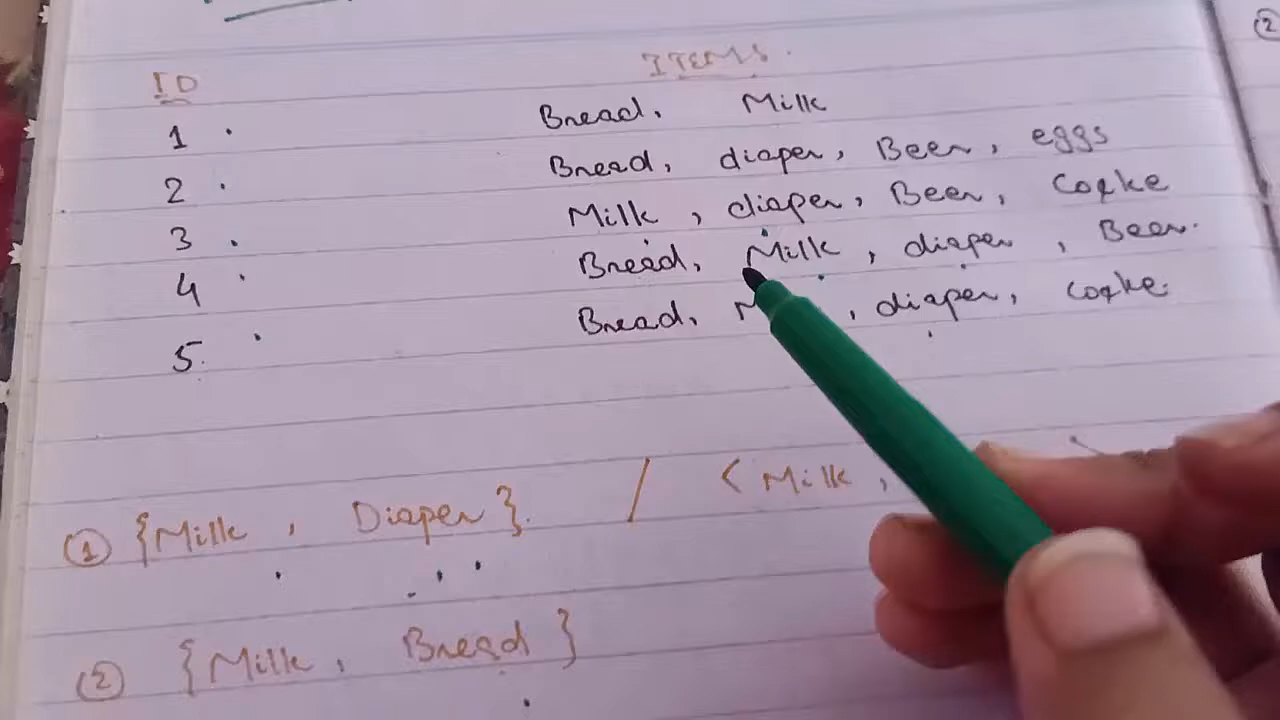 ID ITEMS.
1. Bread, Milk
2. Bread, diaper, Beer, eggs
3. Milk, diaper, Beer, Coke
4. Bread, Milk, diaper, Beer.
5. Bread, diaper, Coke.
① {Milk, Diaper}. / < Milk,
② {Milk, Bread}
②